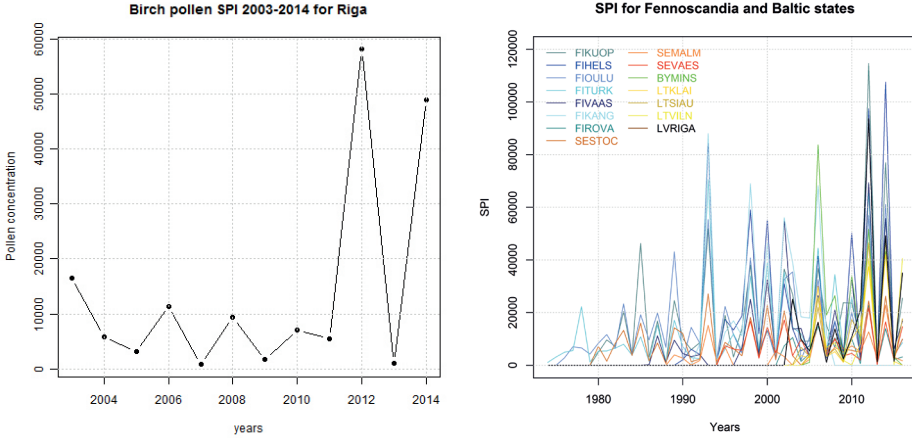 Birch pollen SPI 2003-2014 for Riga
Pollen concentration
60000
50000
40000
30000
20000
10000
0
2004
2006
2008
2010
2012
2014
years
SPI for Fennoscandia and Baltic states
SPI
120000
100000
80000
60000
40000
20000
0
FIKUOP
FIHELS
FIOULU
FITURK
FIVAAS
FIKANG
FIROVA
SESTOC
SEMALM
SEVAES
BYMINS
LTKLAI
LTSIAU
LTVILN
LVRIGA
1980
1990
2000
2010
Years